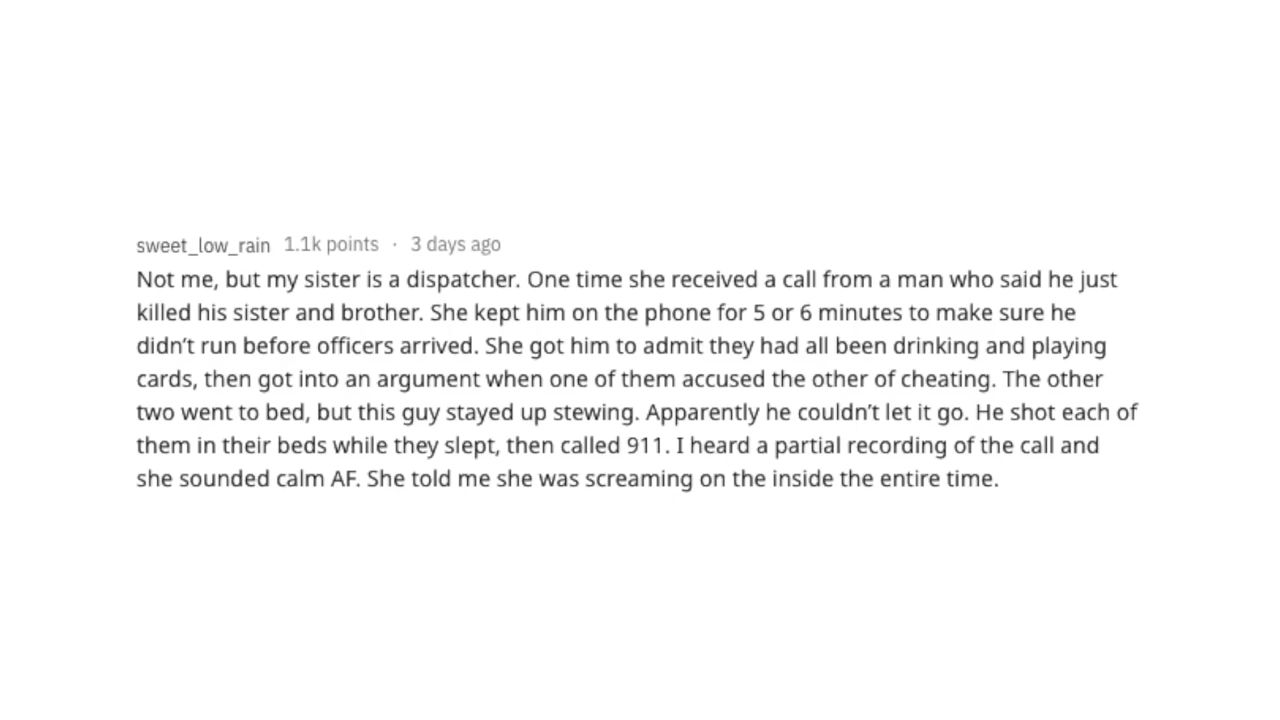 sweet_low_rain 1.1k points · 3 days ago
Not me, but my sister is a dispatcher. One time she received a call from a man who said he just
killed his sister and brother. She kept him on the phone for 5 or 6 minutes to make sure he
didn’t run before officers arrived. She got him to admit they had all been drinking and playing
cards, then got into an argument when one of them accused the other of cheating. The other
two went to bed, but this guy stayed up stewing. Apparently he couldn’t let it go. He shot each of
them in their beds while they slept, then called 911. I heard a partial recording of the call and
she sounded calm AF. She told me she was screaming on the inside the entire time.